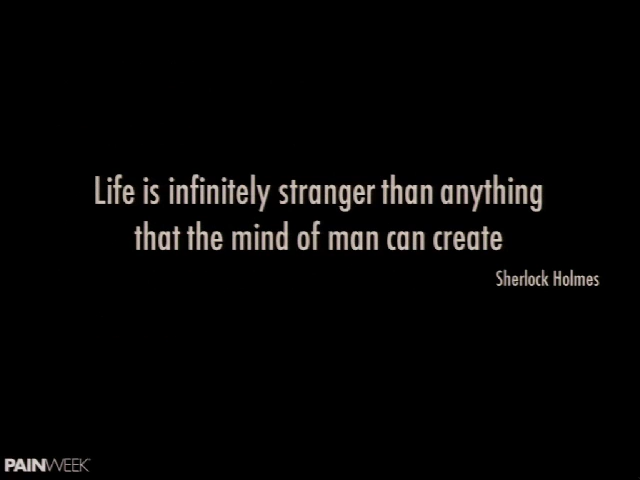 Life is infinitely stranger than anything
that the mind of man can create
Sherlock Holmes
PAINWEEK